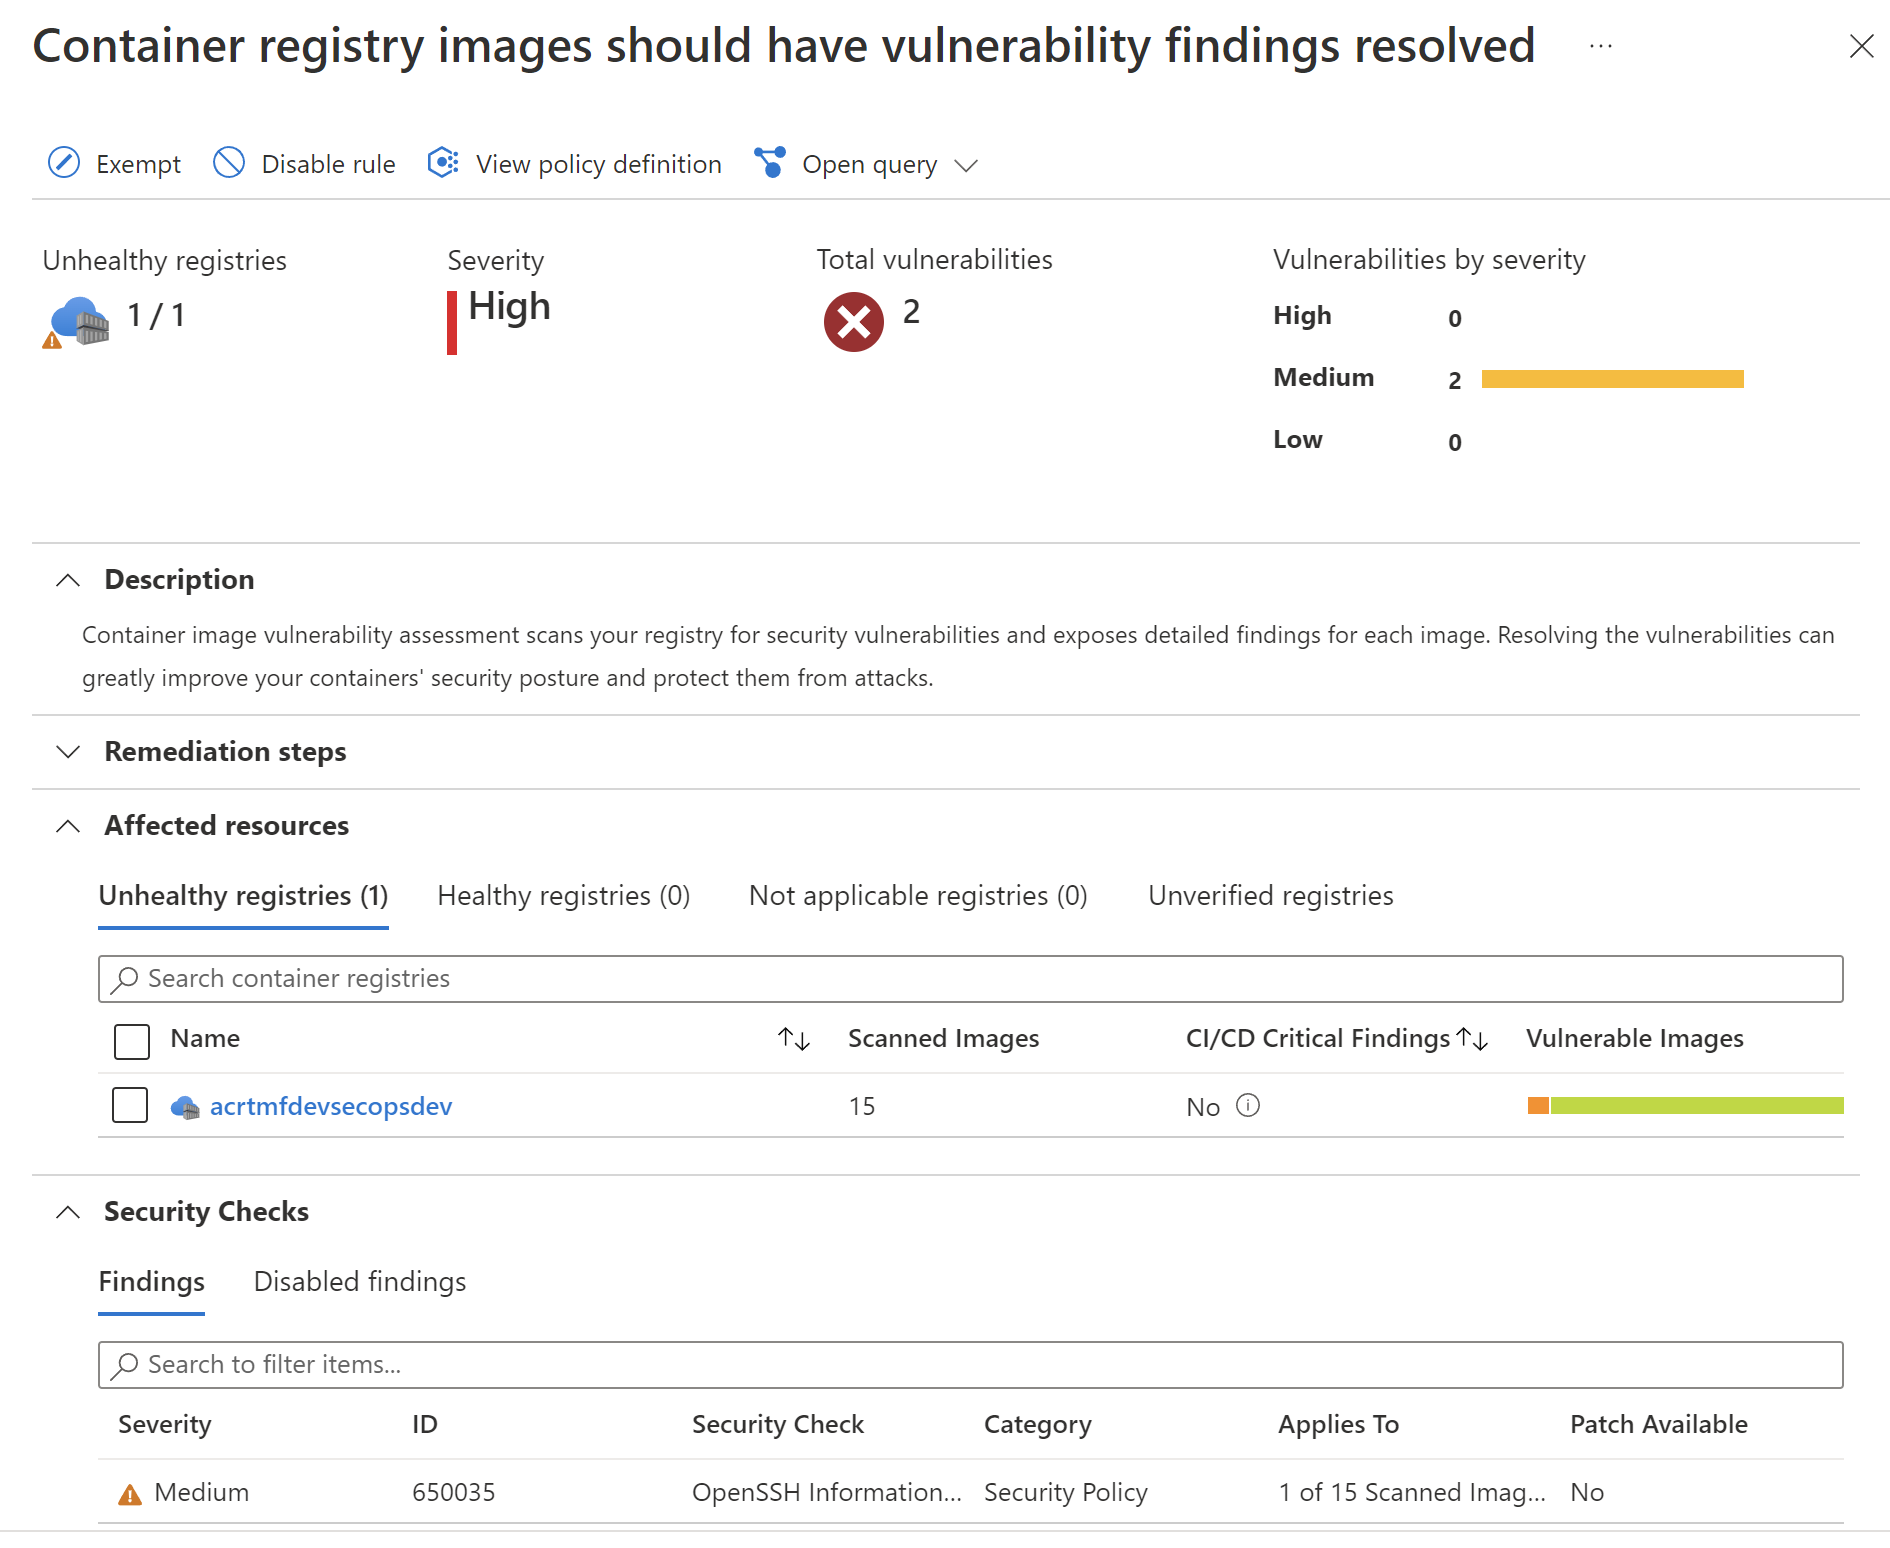 Container registry images should have vulnerability findings resolved ...
Exempt Disable rule View policy definition Open query
Unhealthy registries Severity Total vulnerabilities Vulnerabilities by severity
1 / 1 High 2
High 0
Medium 2
Low 0
Description
Container image vulnerability assessment scans your registry for security vulnerabilities and exposes detailed findings for each image. Resolving the vulnerabilities can
greatly improve your containers' security posture and protect them from attacks.
Remediation steps
Affected resources
Unhealthy registries (1) Healthy registries (0) Not applicable registries (0) Unverified registries
Search container registries
Name Scanned Images CI/CD Critical Findings Vulnerable Images
acrtmfdevsecopsdev 15 No
Security Checks
Findings Disabled findings
Search to filter items...
Severity ID Security Check Category Applies To Patch Available
Medium 650035 OpenSSH Information... Security Policy 1 of 15 Scanned Imag... No